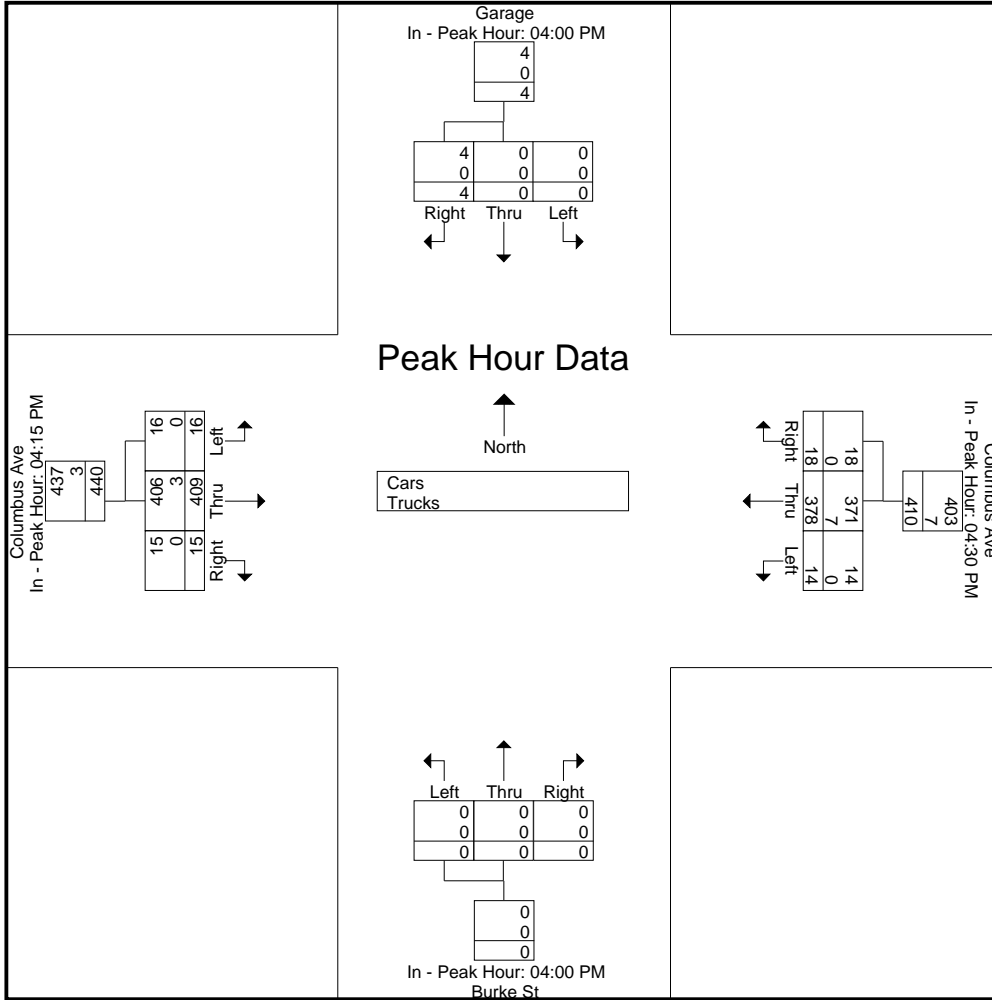 Garage
In - Peak Hour: 04:00 PM
4
0
4
4 0 0
0 0 0
4 0 0
Right Thru Left
Peak Hour Data
North
Cars
Trucks
Columbus Ave
In - Peak Hour: 04:15 PM
437
3
440
16 0 16
406 3 409
15 0 15
Left
Thru
Right
Columbus Ave
In - Peak Hour: 04:30 PM
403
7
410
18 0 18
371 7 378
14 0 14
Right
Thru
Left
Left Thru Right
0 0 0
0 0 0
0 0 0
0
0
0
In - Peak Hour: 04:00 PM
Burke St